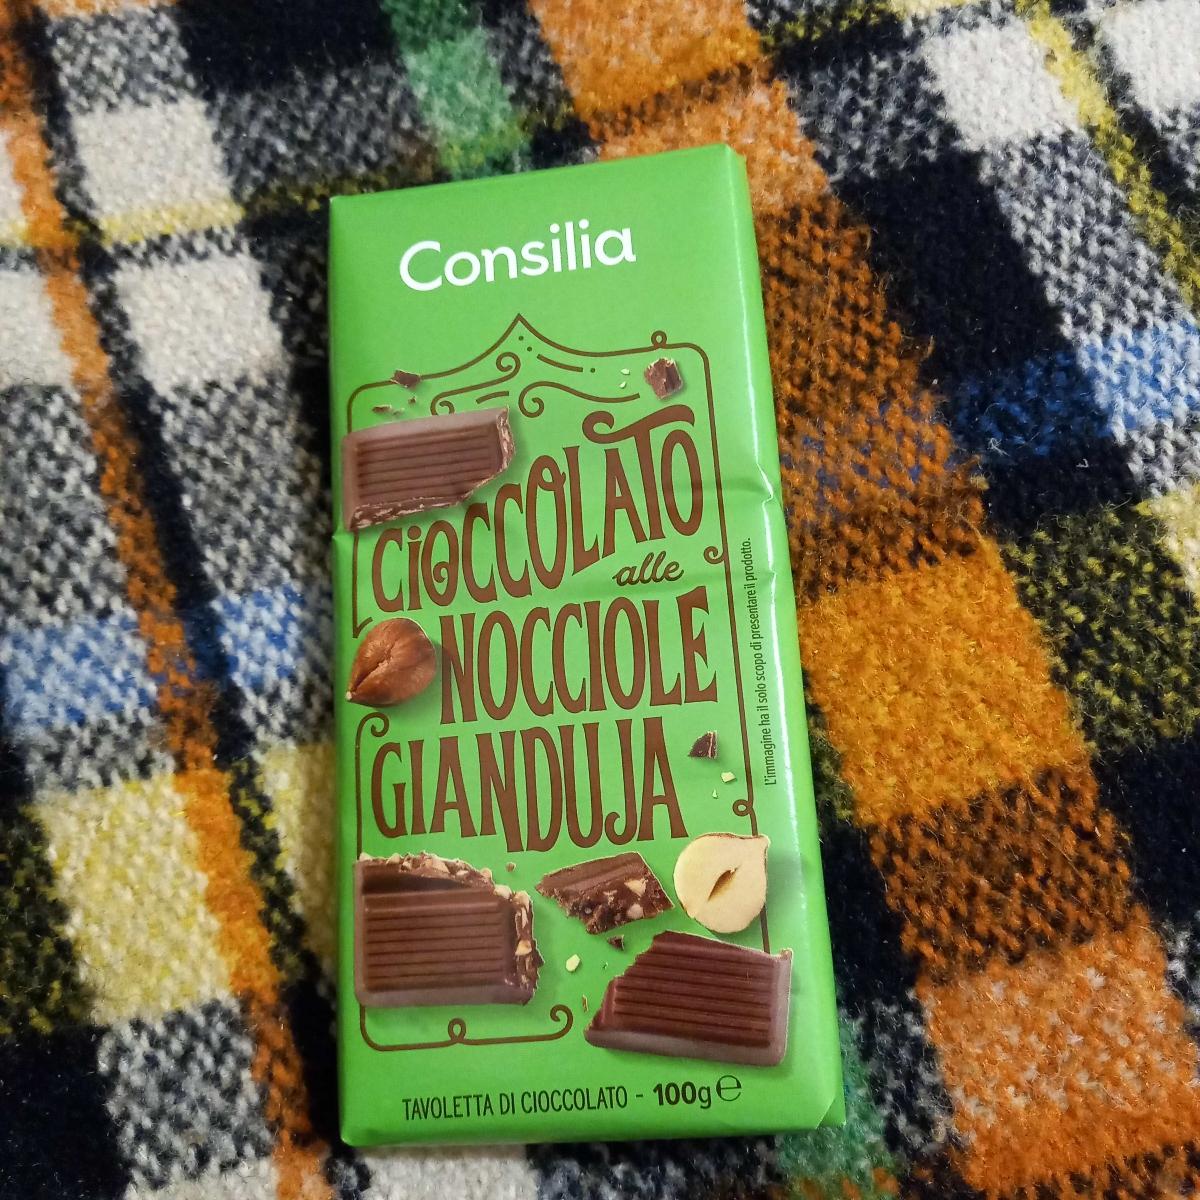 Consilia
CiOCCOLATO
alle
NOCCIOLE
GIANDUJA
L'immagine ha il solo scopo di presentare il prodotto.
TAVOLETTA DI CIOCCOLATO - 100g ℮